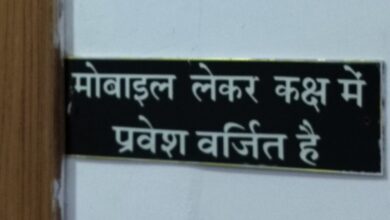 मोबाइल लेकर कक्ष में
प्रवेश वर्जित है